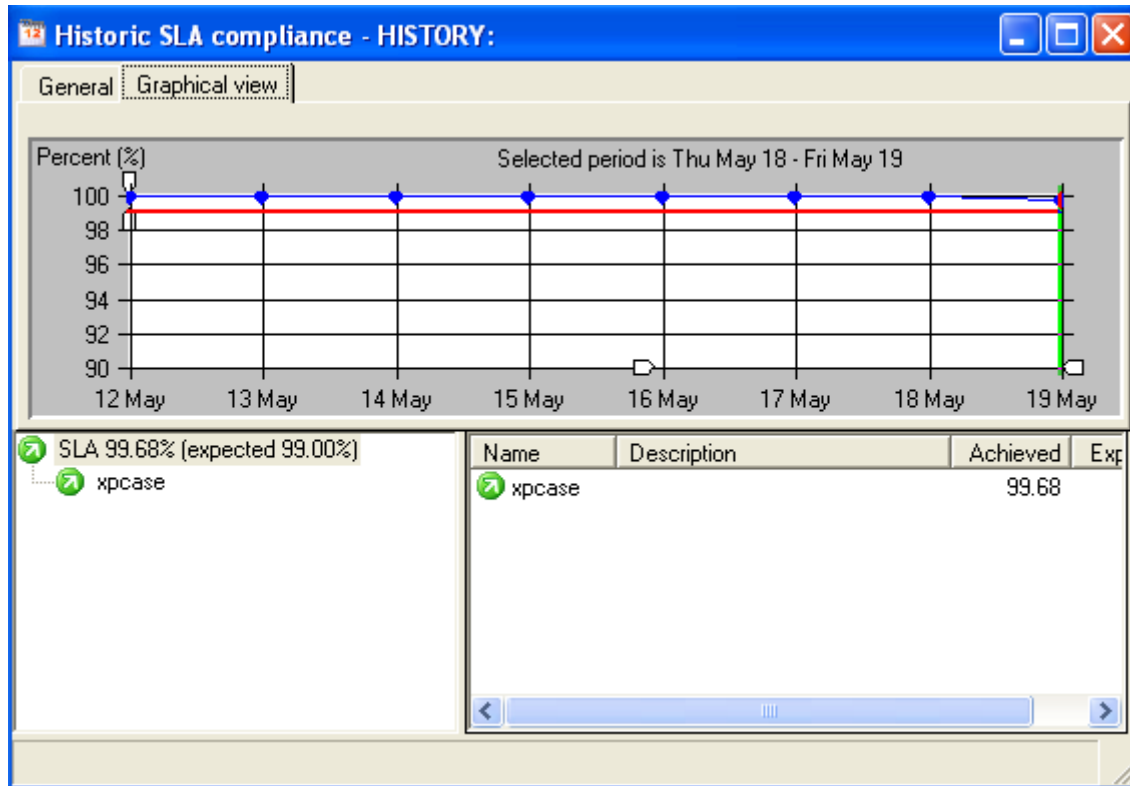 Historic SLA compliance - HISTORY:
General Graphical view
Percent (%) Selected period is Thu May 18 - Fri May 19
100
98
96
94
92
90
12 May 13 May 14 May 15 May 16 May 17 May 18 May 19 May
SLA 99.68% (expected 99.00%)
xpcase
Name Description Achieved Exp
xpcase 99.68